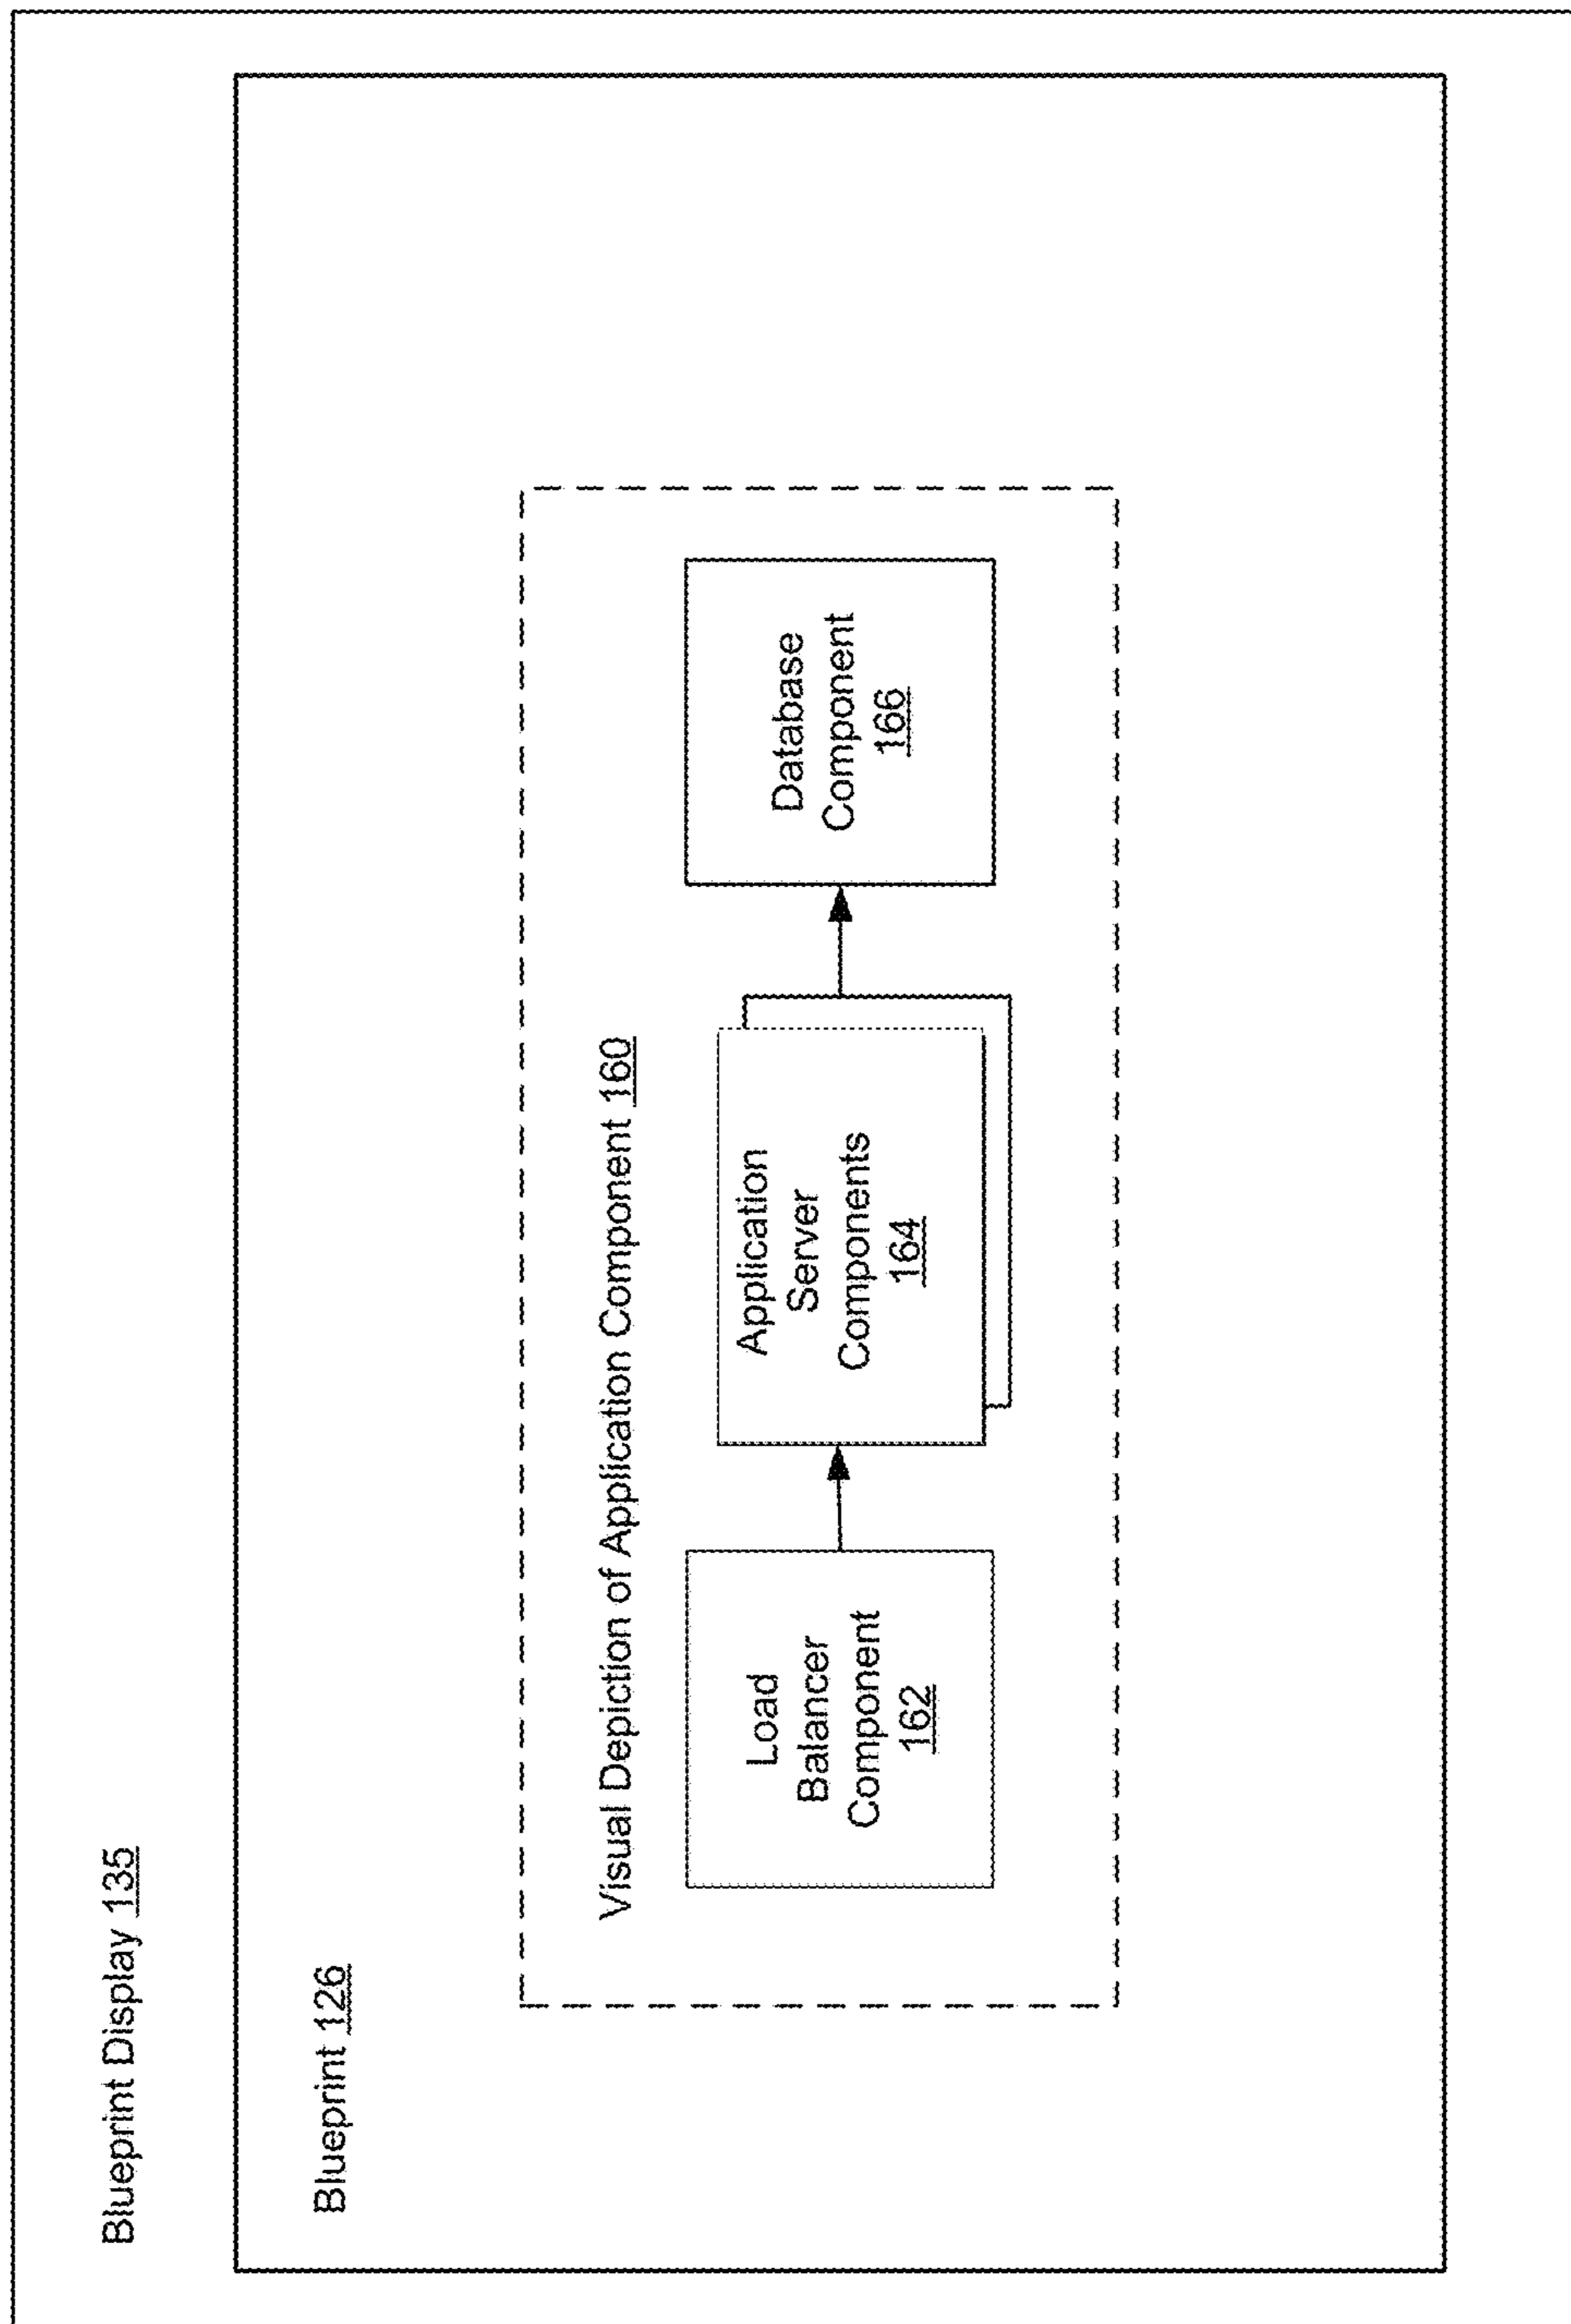 Blueprint Display 135
Blueprint 126
Visual Depiction of Application Component 160
Load
Balancer
Component
162
Application
Server
Components
164
Database
Component
166